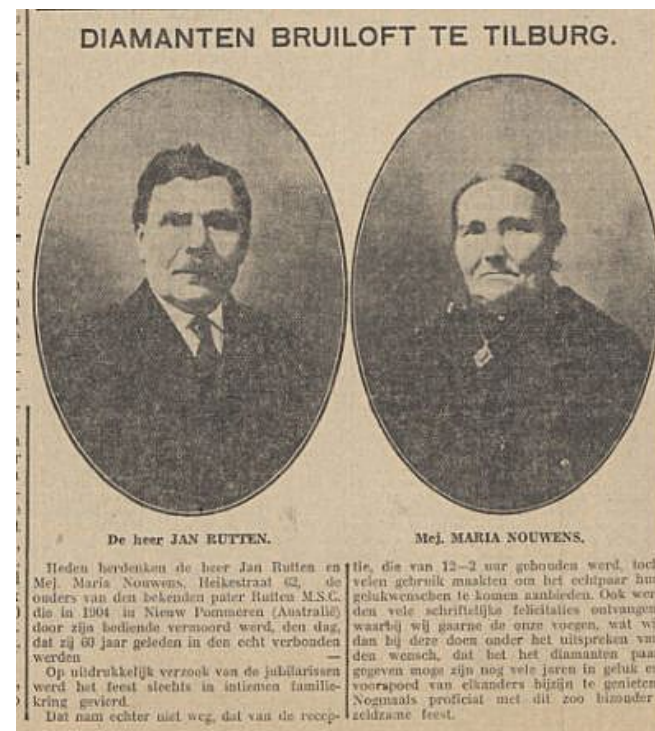 DIAMANTEN BRUILOFT TE TILBURG.
De heer JAN RUTTEN.
Mej. MARIA NOUWENS.
Heden herdenken de heer Jan Rutten en
Mej. Maria Nouwens, Heikestraat 62, de
ouders van den bekenden pater Rutten M.S.C.
die in 1904 in Nieuw Pommeren (Australië)
door zijn bediende vermoord werd, den dag,
dat zij 60 jaar geleden in den echt verbonden
werden —
Op uitdrukkelijk verzoek van de jubilarissen
werd het feest slechts in intiemen familie-
kring gevierd.
Dat nam echter niet weg, dat van de recep-
tie, die van 12—2 uur gehouden werd, toch
velen gebruik maakten om het echtpaar hun
gelukwenschen te komen aanbieden. Ook wer
den vele schriftelijke felicitaties ontvangen
waarbij wij gaarne de onze voegen, wat wi
dan bij deze doen onder het uitspreken va
den wensch, dat het het diamanten paa
gegeven moge zijn nog vele jaren in geluk e
voorspoed van elkanders bijzijn te genieten
Nogmaals proficiat met dit zoo bizonder
zeldzame feest.